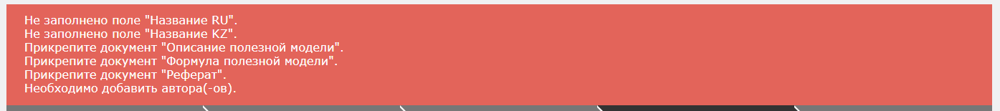 Не заполнено поле "Название RU".
Не заполнено поле "Название KZ".
Прикрепите документ "Описание полезной модели".
Прикрепите документ "Формула полезной модели".
Прикрепите документ "Реферат".
Необходимо добавить автора(-ов).